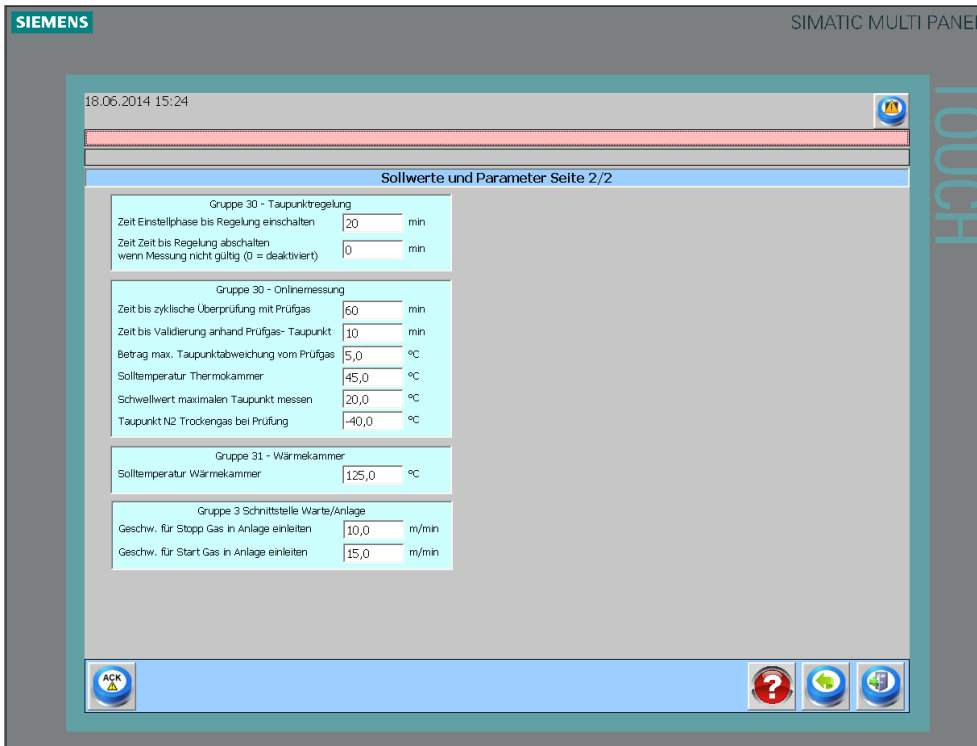 SIEMENS
SIMATIC MULTI PANEL
TOUCH
18.06.2014 15:24
Sollwerte und Parameter Seite 2/2
Gruppe 30 - Taupunktregelung
Zeit Einstellphase bis Regelung einschalten 20 min
Zeit Zeit bis Regelung abschalten
wenn Messung nicht gültig (0 = deaktiviert) 0 min
Gruppe 30 - Onlinemessung
Zeit bis zyklische Überprüfung mit Prüfgas 60 min
Zeit bis Validierung anhand Prüfgas- Taupunkt 10 min
Betrag max. Taupunktabweichung vom Prüfgas 5,0 °C
Solltemperatur Thermokammer 45,0 °C
Schwellwert maximalen Taupunkt messen 20,0 °C
Taupunkt N2 Trockengas bei Prüfung -40,0 °C
Gruppe 31 - Wärmekammer
Solltemperatur Wärmekammer 125,0 °C
Gruppe 3 Schnittstelle Warte/Anlage
Geschw. für Stopp Gas in Anlage einleiten 10,0 m/min
Geschw. für Start Gas in Anlage einleiten 15,0 m/min
ACK
?